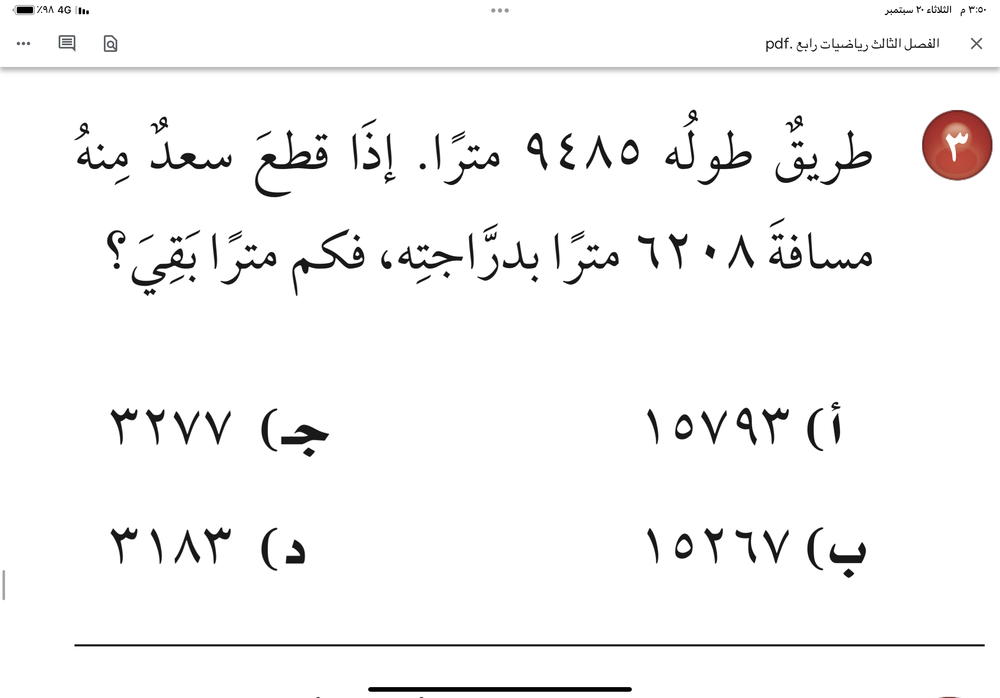 ٣:٥٠ م الثلاثاء ٢٠ سبتمبر 4G ٪٩٨
الفصل الثالث رياضيات رابع .pdf
٣ طريقٌ طولُه ٩٤٨٥ مترًا. إِذَا قطعَ سعدٌ مِنهُ
مسافةَ ٦٢٠٨ مترًا بدرَّاجتِه، فكم مترًا بَقِيَ؟
أ) ١٥٧٩٣ جـ) ٣٢٧٧
ب) ١٥٢٦٧ د) ٣١٨٣